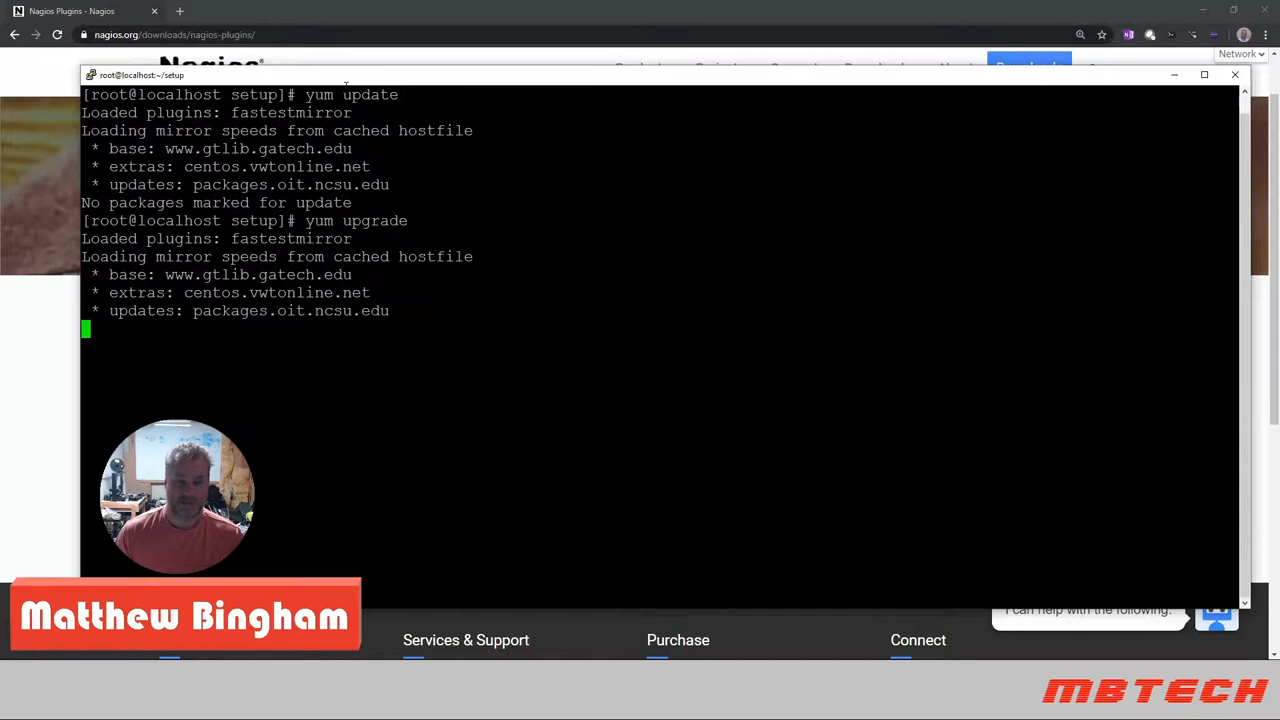 Nagios Plugins - Nagios
nagios.org/downloads/nagios-plugins/
Network
Nagios®
root@localhost:~/setup
[root@localhost setup]# yum update
Loaded plugins: fastestmirror
Loading mirror speeds from cached hostfile
* base: www.gtlib.gatech.edu
* extras: centos.vwtonline.net
* updates: packages.oit.ncsu.edu
No packages marked for update
[root@localhost setup]# yum upgrade
Loaded plugins: fastestmirror
Loading mirror speeds from cached hostfile
* base: www.gtlib.gatech.edu
* extras: centos.vwtonline.net
* updates: packages.oit.ncsu.edu
Matthew Bingham
I can help with the following:
Services & Support
Purchase
Connect
MBTECH